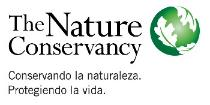 The Nature
Conservancy
Conservando la naturaleza.
Protegiendo la vida.